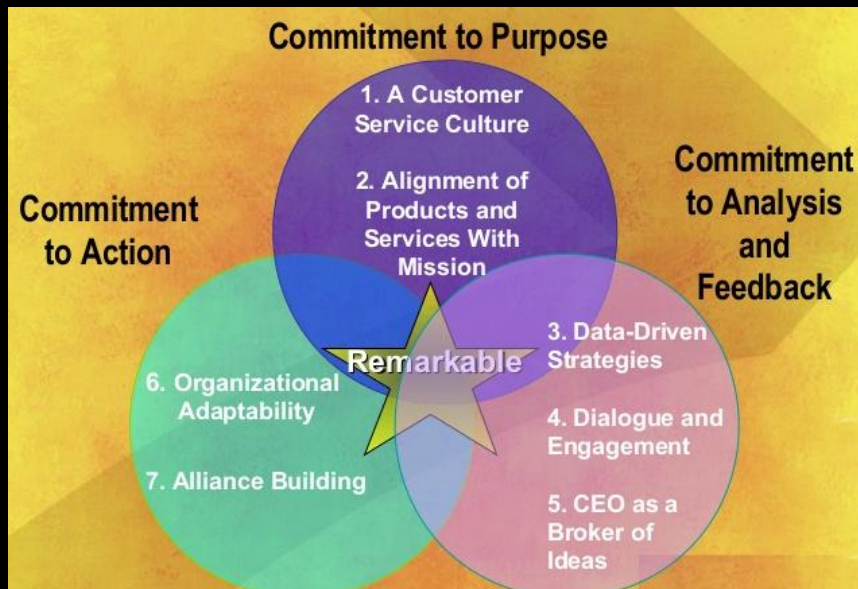 Commitment to Purpose
1. A Customer
Service Culture
2. Alignment of
Products and
Services With
Mission
Commitment
to Analysis
and
Feedback
3. Data-Driven
Strategies
4. Dialogue and
Engagement
5. CEO as a
Broker of
Ideas
Commitment
to Action
6. Organizational
Adaptability
7. Alliance Building
Remarkable